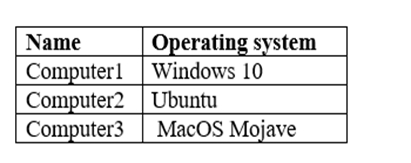 Name Operating system
Computer1 Windows 10
Computer2 Ubuntu
Computer3 MacOS Mojave